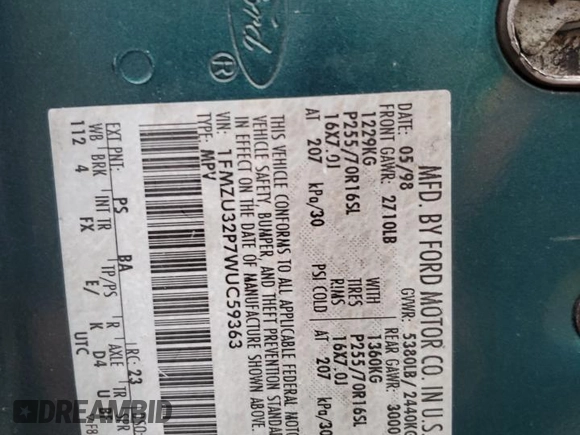 Ford
®
MFD. BY FORD MOTOR CO. IN U.S.
05/98 GVWR: 5380LB/ 2440KG
FRONT GAWR: 2710LB REAR GAWR: 3000
1229KG WITH 1360KG
P255/70R16SL TIRES P255/70R16SL
16X7.0J RIMS 16X7.0J
AT 207 kPa/30 PSI COLD AT 207 kPa/30
THIS VEHICLE CONFORMS TO ALL APPLICABLE FEDERAL MOTO
VEHICLE SAFETY, BUMPER, AND THEFT PREVENTION STANDARD
IN EFFECT ON THE DATE OF MANUFACTURE SHOWN ABOVE.
1FMZU32P7WUC59363
TYPE: MPV
EXT PNT: PS BA RC: 23
WB BRK INT TR TP/PS R AXLE TR
112 4 FX E/ K D4 U
UTC
DREAMBID